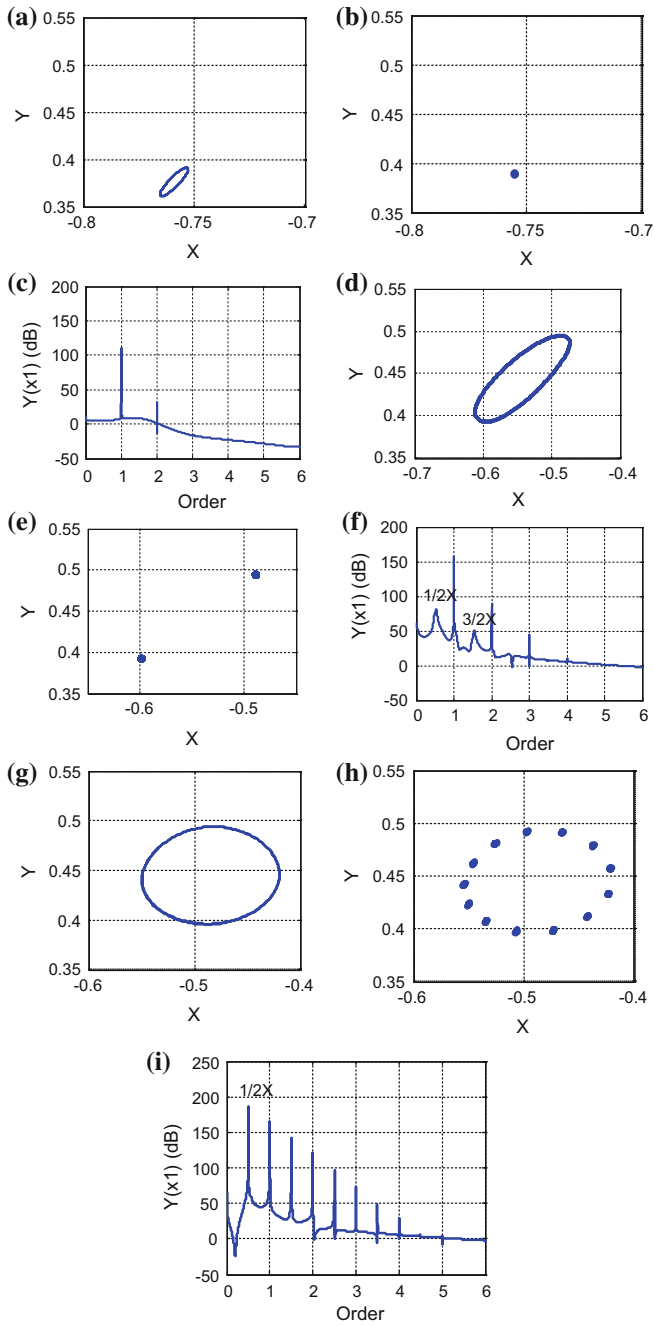 (a)
0.55
0.5
0.45
0.4
0.35
Y
-0.8
-0.75
-0.7
X
(b)
0.55
0.5
0.45
0.4
0.35
Y
-0.8
-0.75
-0.7
X
(c)
200
150
100
50
0
-50
Y(x1) (dB)
0 1 2 3 4 5 6
Order
(d)
0.55
0.5
0.45
0.4
0.35
Y
-0.7 -0.6 -0.5 -0.4
X
(e)
0.55
0.5
0.45
0.4
0.35
Y
-0.6
-0.5
X
(f)
200
150
100
50
0
-50
Y(x1) (dB)
1/2X
3/2X
0 1 2 3 4 5 6
Order
(g)
0.55
0.5
0.45
0.4
0.35
Y
-0.6
-0.5
-0.4
X
(h)
0.55
0.5
0.45
0.4
0.35
Y
-0.6
-0.5
-0.4
X
(i)
250
200
150
100
50
0
-50
Y(x1) (dB)
1/2X
0 1 2 3 4 5 6
Order